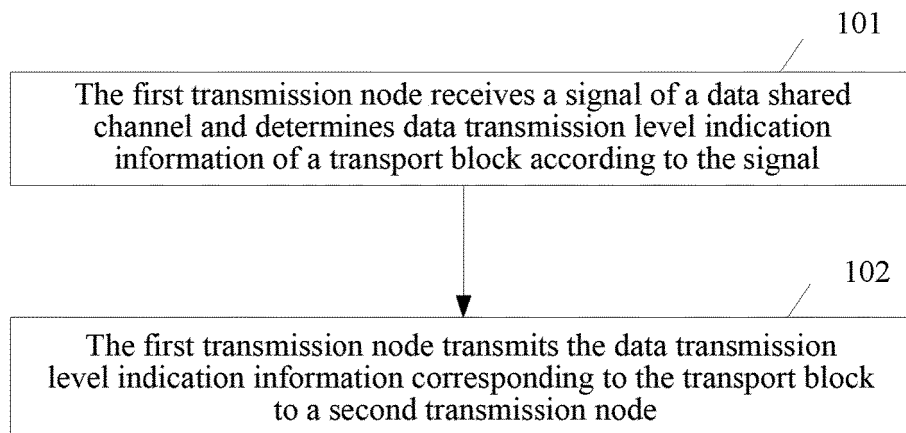 101
The first transmission node receives a signal of a data shared
channel and determines data transmission level indication
information of a transport block according to the signal
102
The first transmission node transmits the data transmission
level indication information corresponding to the transport block
to a second transmission node